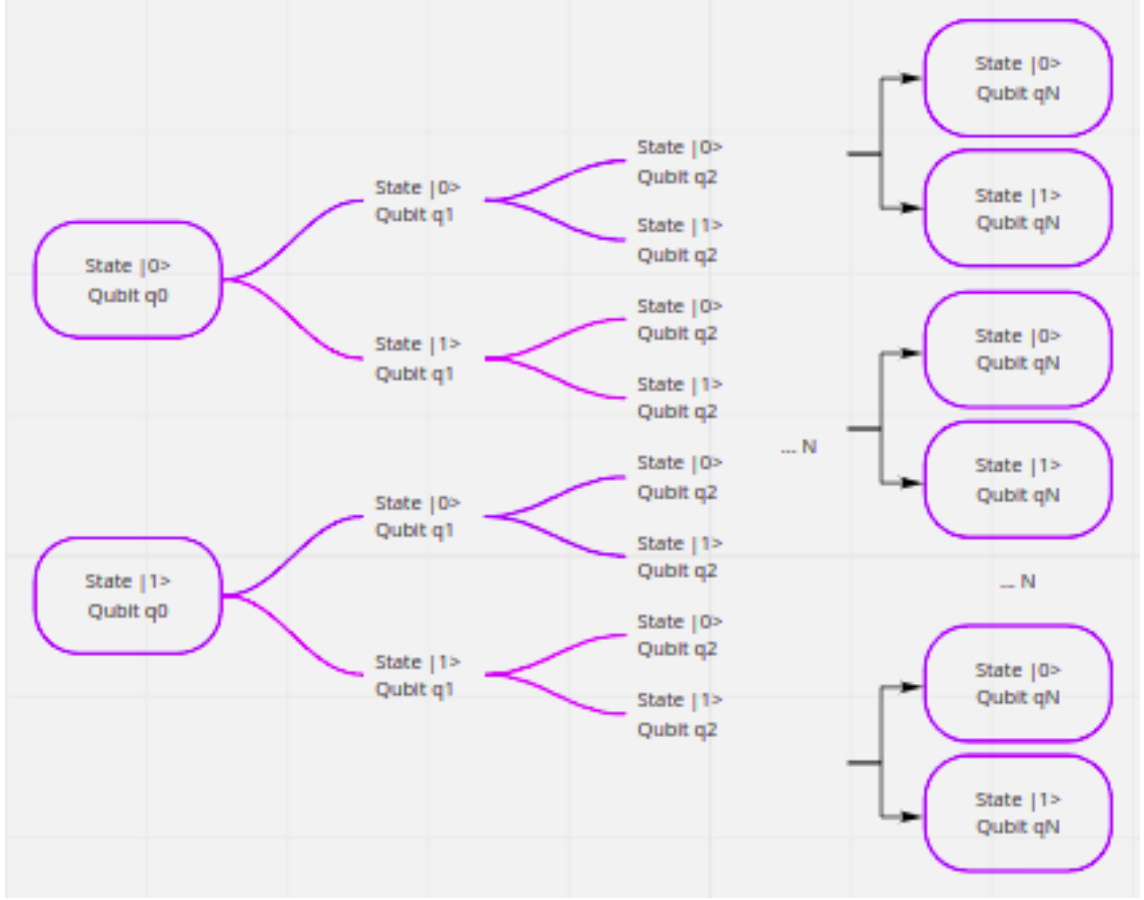 State |0>
Qubit q0
State |1>
Qubit q0
State |0>
Qubit q1
State |1>
Qubit q1
State |0>
Qubit q1
State |1>
Qubit q1
State |0>
Qubit q2
State |1>
Qubit q2
State |0>
Qubit q2
State |1>
Qubit q2
State |0>
Qubit q2
State |1>
Qubit q2
State |0>
Qubit q2
State |1>
Qubit q2
... N
State |0>
Qubit qN
State |1>
Qubit qN
State |0>
Qubit qN
State |1>
Qubit qN
... N
State |0>
Qubit qN
State |1>
Qubit qN